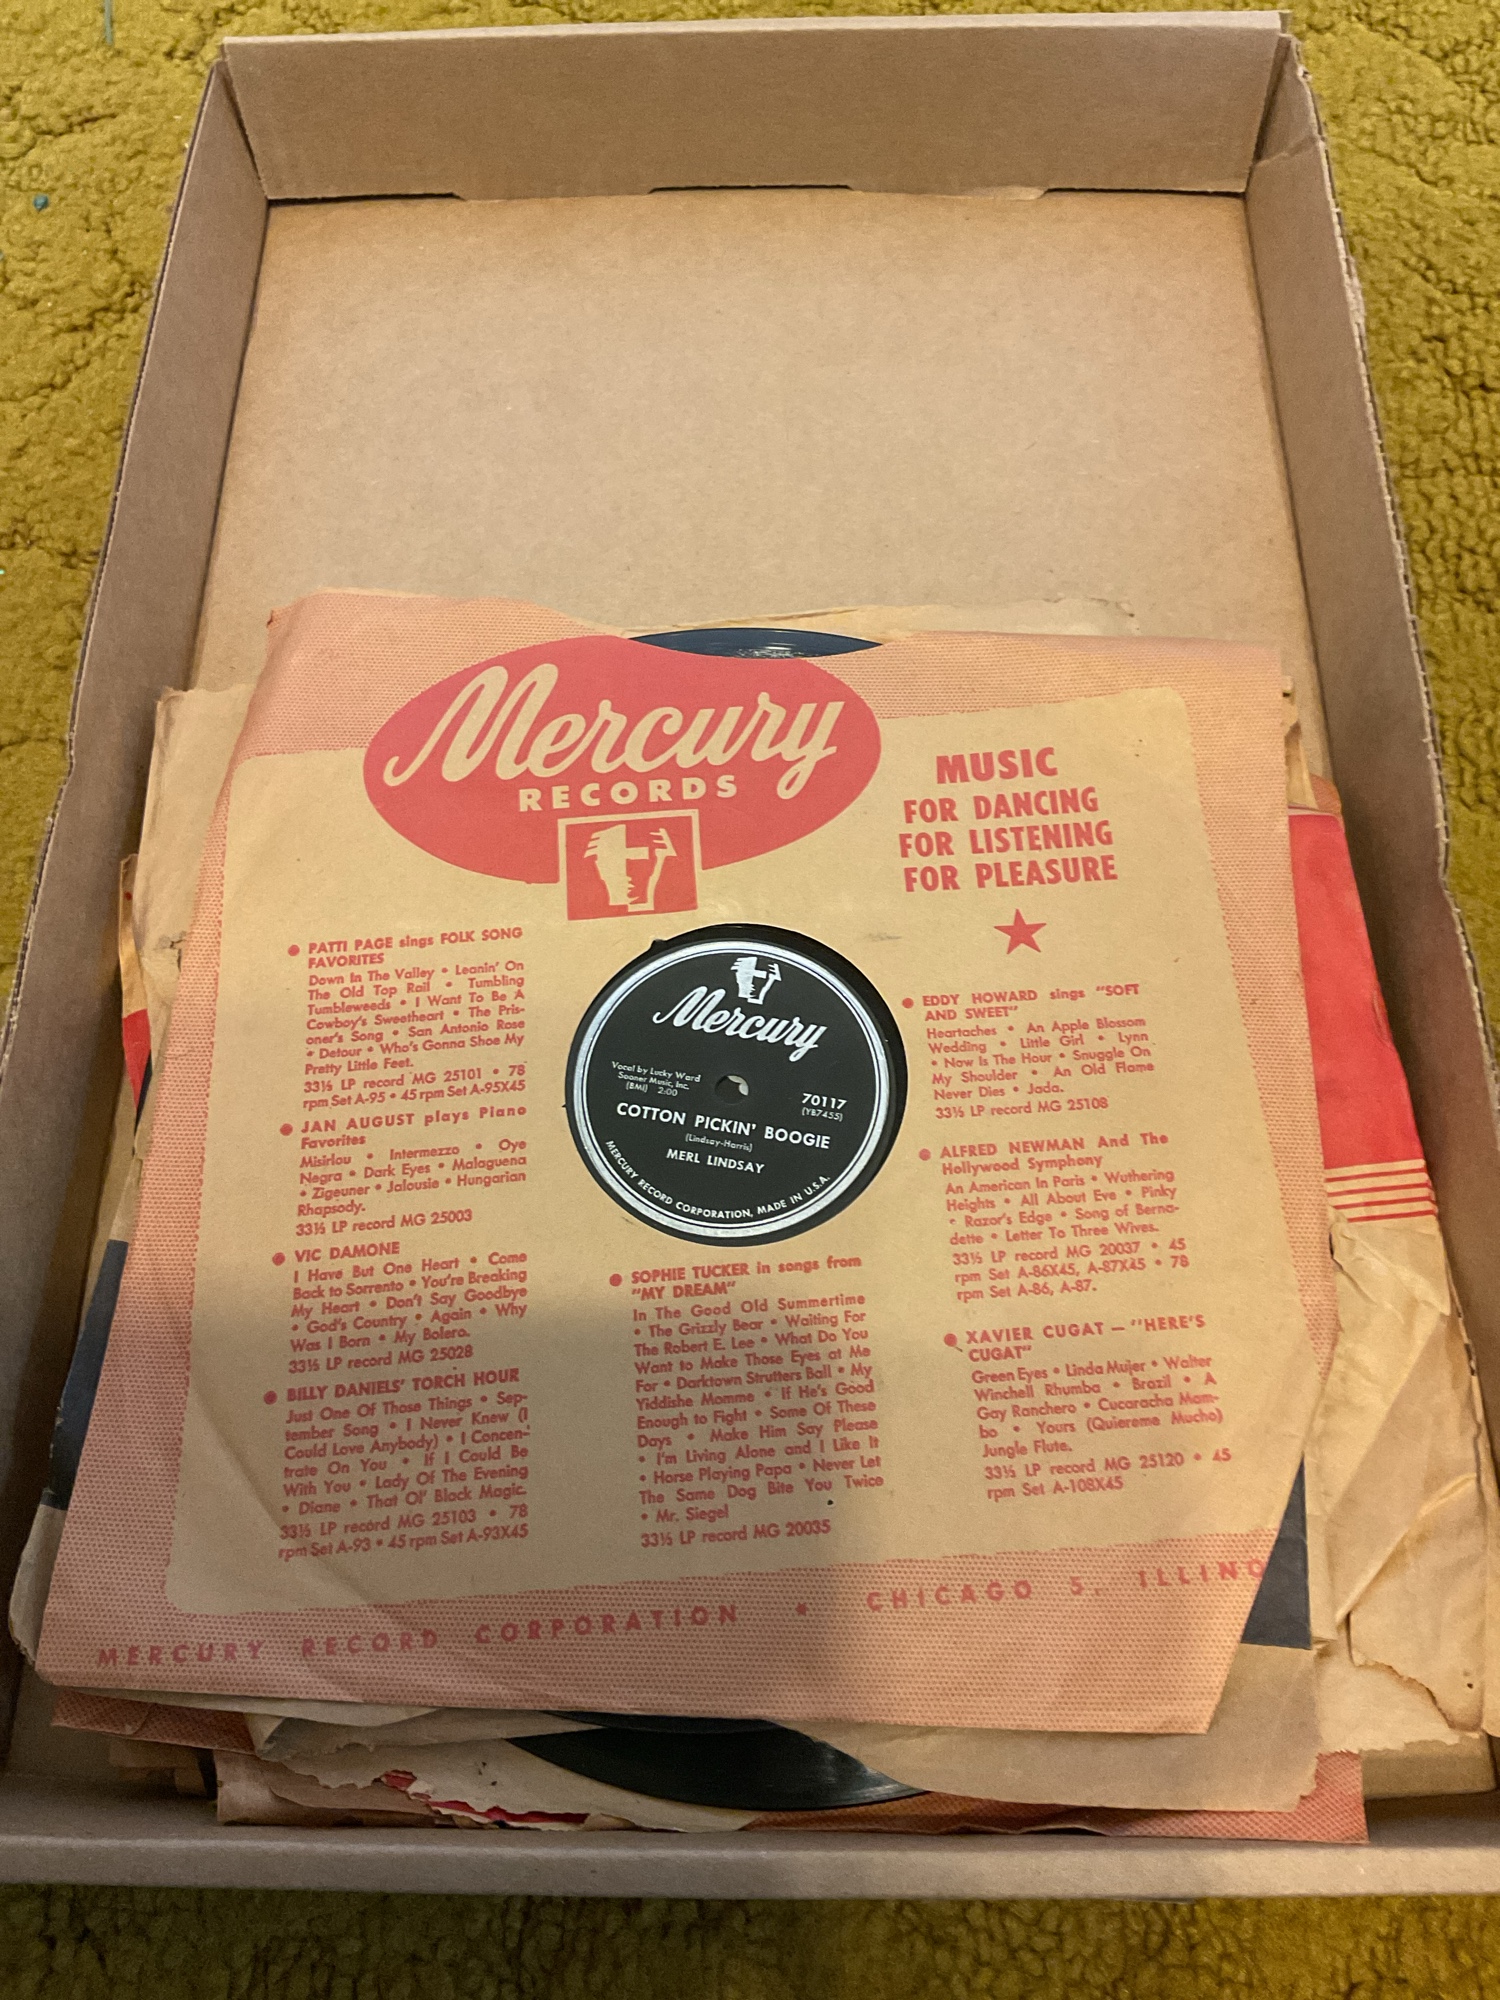 Mercury
RECORDS
MUSIC
FOR DANCING
FOR LISTENING
FOR PLEASURE
PATTI PAGE sings FOLK SONG
FAVORITES
Down In The Valley • Leanin' On
The Old Top Rail • Tumbling
Tumbleweeds • I Want To Be A
Cowboy's Sweetheart • The Pris-
oner's Song • San Antonio Rose
• Detour • Who's Gonna Shoe My
Pretty Little Feet.
33⅓ LP record MG 25101 • 78
rpm Set A-95 • 45 rpm Set A-95X45
JAN AUGUST plays Piano
Favorites
Misirlou • Intermezzo • Oye
Negra • Dark Eyes • Malaguena
• Zigeuner • Jalousie • Hungarian
Rhapsody.
33⅓ LP record MG 25003
VIC DAMONE
I Have But One Heart • Come
Back to Sorrento • You're Breaking
My Heart • Don't Say Goodbye
• God's Country • Again • Why
Was I Born • My Bolero.
33⅓ LP record MG 25028
BILLY DANIELS' TORCH HOUR
Just One Of Those Things • Sep-
tember Song • I Never Knew (I
Could Love Anybody) • I Concen-
trate On You • If I Could Be
With You • Lady Of The Evening
• Diane • That Ol' Black Magic.
33⅓ LP record MG 25103 • 78
rpm Set A-93 • 45 rpm Set A-93X45
Mercury
Vocal by Lucky Ward
Sooner Music, Inc.
(BMI) 2:00
70117
(YB7455)
COTTON PICKIN' BOOGIE
(Lindsay-Harris)
MERL LINDSAY
MERCURY RECORD CORPORATION, MADE IN U.S.A.
SOPHIE TUCKER in songs from
"MY DREAM"
In The Good Old Summertime
• The Grizzly Bear • Waiting For
The Robert E. Lee • What Do You
Want to Make Those Eyes at Me
For • Darktown Strutters Ball • My
Yiddishe Momme • If He's Good
Enough to Fight • Some Of These
Days • Make Him Say Please
• I'm Living Alone and I Like It
• Horse Playing Papa • Never Let
The Same Dog Bite You Twice
• Mr. Siegel
33⅓ LP record MG 20035
EDDY HOWARD sings "SOFT
AND SWEET"
Heartaches • An Apple Blossom
Wedding • Little Girl • Lynn
• Now Is The Hour • Snuggle On
My Shoulder • An Old Flame
Never Dies • Jada.
33⅓ LP record MG 25108
ALFRED NEWMAN And The
Hollywood Symphony
An American In Paris • Wuthering
Heights • All About Eve • Pinky
• Razor's Edge • Song of Berna-
dette • Letter To Three Wives.
33⅓ LP record MG 20037 • 45
rpm Set A-86X45, A-87X45 • 78
rpm Set A-86, A-87.
XAVIER CUGAT — "HERE'S
CUGAT"
Green Eyes • Linda Mujer • Walter
Winchell Rhumba • Brazil • A
Gay Ranchero • Cucaracha Mam-
bo • Yours (Quiereme Mucho)
Jungle Flute.
33⅓ LP record MG 25120 • 45
rpm Set A-108X45
MERCURY RECORD CORPORATION • CHICAGO 5, ILLINO